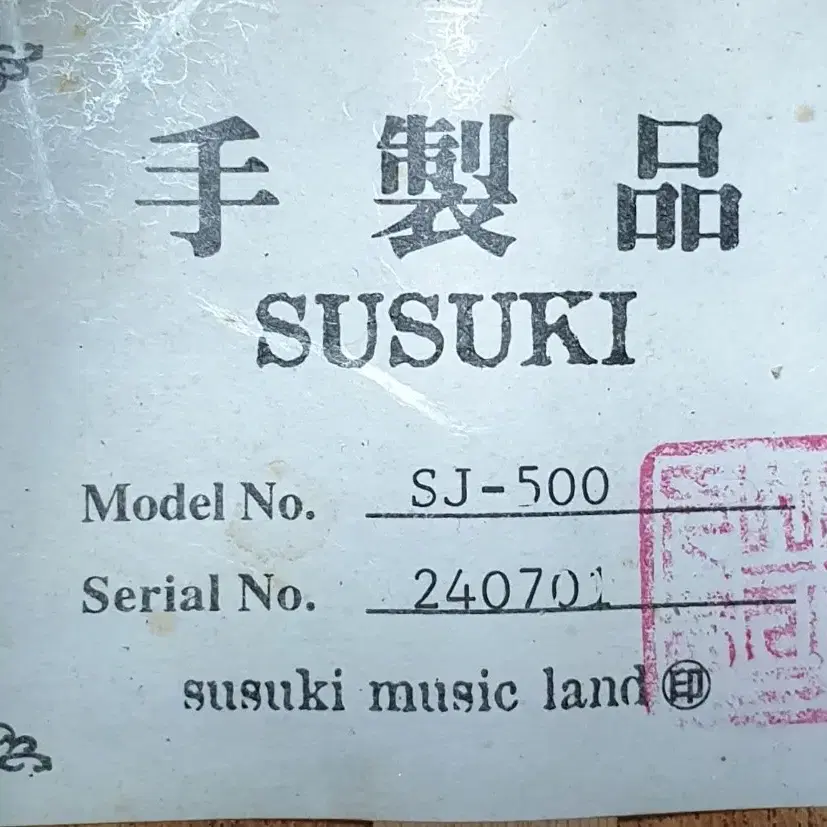 手製品
SUSUKI
Model No. SJ-500
Serial No. 240701
susuki music land ㊞